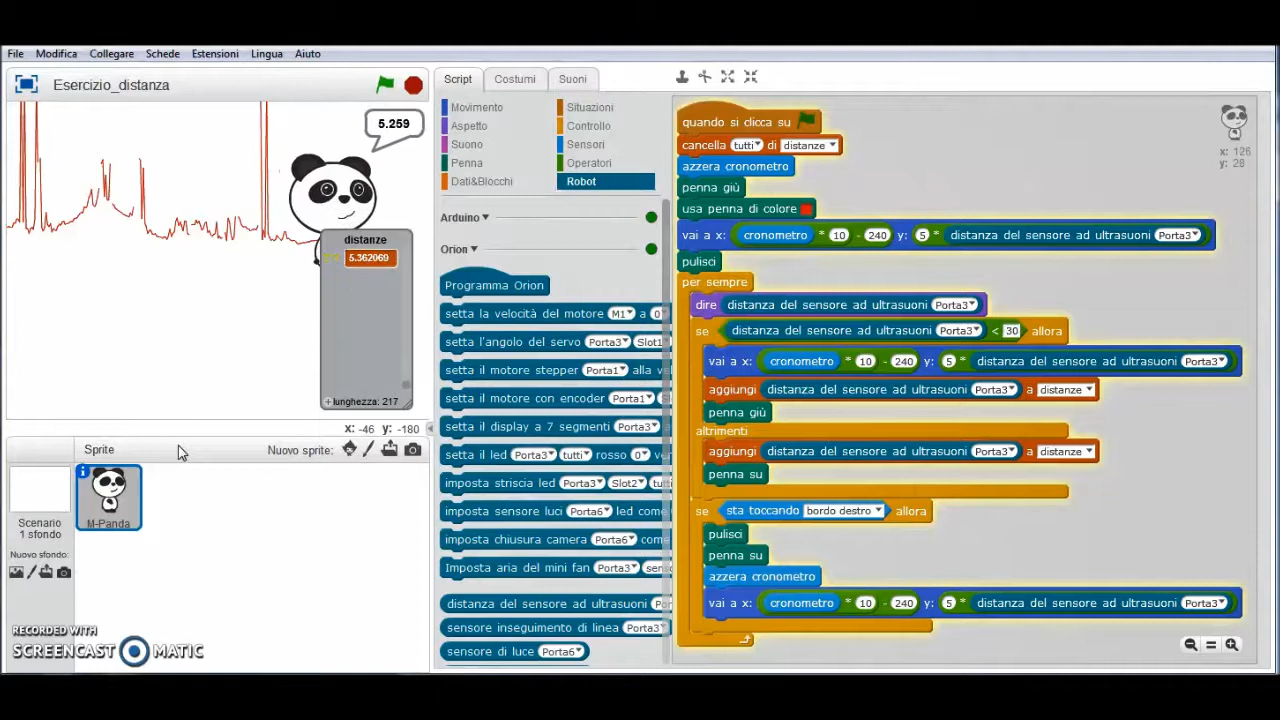 File Modifica Collegare Schede Estensioni Lingua Aiuto
Esercizio_distanza
5.259
distanze
5.362069
lunghezza: 217
x: -46 y: -180
Sprite Nuovo sprite:
M-Panda
Scenario
1 sfondo
Nuovo sfondo:
RECORDED WITH
SCREENCAST MATIC
Script Costumi Suoni
Movimento Situazioni
Aspetto Controllo
Suono Sensori
Penna Operatori
Dati&Blocchi Robot
Arduino
Orion
Programma Orion
setta la velocità del motore M1 a 0
setta l'angolo del servo Porta3 Slot1
setta il motore stepper Porta1 alla ve
setta il motore con encoder Porta1
setta il display a 7 segmenti Porta3
setta il led Porta3 tutti rosso 0 ve
imposta striscia led Porta3 Slot2 tutti
imposta sensore luci Porta6 led come
imposta chiusura camera Porta6 come
Imposta aria del mini fan Porta3 sens
distanza del sensore ad ultrasuoni Por
sensore inseguimento di linea Porta3
sensore di luce Porta6
quando si clicca su
cancella tutti di distanze
azzera cronometro
penna giù
usa penna di colore
vai a x: cronometro * 10 - 240 y: 5 * distanza del sensore ad ultrasuoni Porta3
pulisci
per sempre
dire distanza del sensore ad ultrasuoni Porta3
se distanza del sensore ad ultrasuoni Porta3 < 30 allora
vai a x: cronometro * 10 - 240 y: 5 * distanza del sensore ad ultrasuoni Porta3
aggiungi distanza del sensore ad ultrasuoni Porta3 a distanze
penna giù
altrimenti
aggiungi distanza del sensore ad ultrasuoni Porta3 a distanze
penna su
se sta toccando bordo destro allora
pulisci
penna su
azzera cronometro
vai a x: cronometro * 10 - 240 y: 5 * distanza del sensore ad ultrasuoni Porta3
x: 126
y: 28